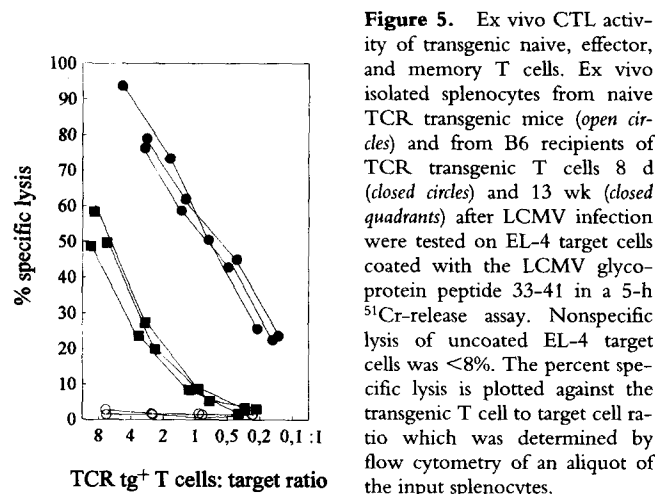 100
90
80
70
60
50
40
30
20
10
0
% specific lysis
8 4 2 1 0,5 0,2 0,1 :1
TCR tg+ T cells: target ratio
Figure 5. Ex vivo CTL activ-
ity of transgenic naive, effector,
and memory T cells. Ex vivo
isolated splenocytes from naive
TCR transgenic mice (open cir-
cles) and from B6 recipients of
TCR transgenic T cells 8 d
(closed circles) and 13 wk (closed
quadrants) after LCMV infection
were tested on EL-4 target cells
coated with the LCMV glyco-
protein peptide 33-41 in a 5-h
51Cr-release assay. Nonspecific
lysis of uncoated EL-4 target
cells was <8%. The percent spe-
cific lysis is plotted against the
transgenic T cell to target cell ra-
tio which was determined by
flow cytometry of an aliquot of
the input splenocytes.